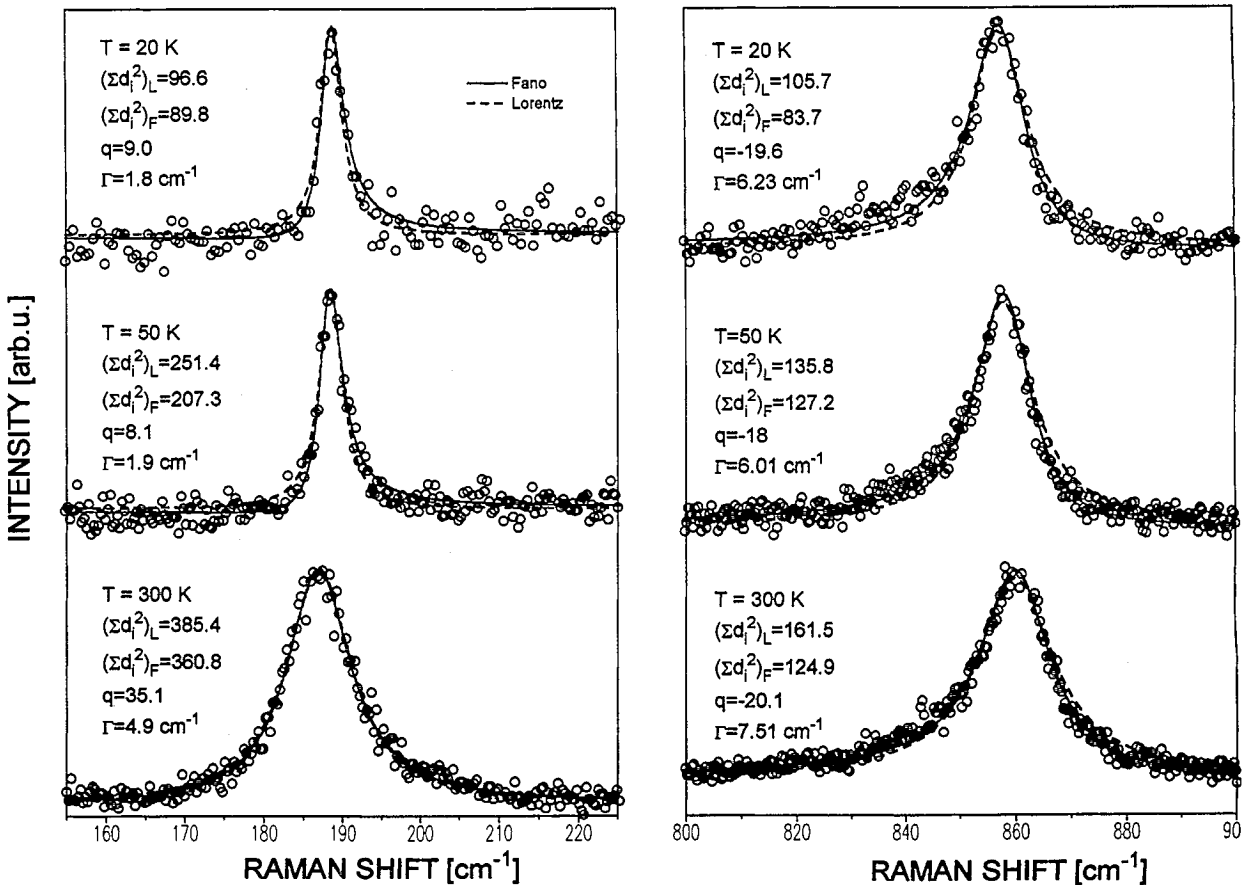 INTENSITY [arb.u.]
T = 20 K
(Σdᵢ²)L=96.6
(Σdᵢ²)F=89.8
q=9.0
Γ=1.8 cm⁻¹
Fano
Lorentz
T = 50 K
(Σdᵢ²)L=251.4
(Σdᵢ²)F=207.3
q=8.1
Γ=1.9 cm⁻¹
T = 300 K
(Σdᵢ²)L=385.4
(Σdᵢ²)F=360.8
q=35.1
Γ=4.9 cm⁻¹
160 170 180 190 200 210 220
RAMAN SHIFT [cm⁻¹]
T = 20 K
(Σdᵢ²)L=105.7
(Σdᵢ²)F=83.7
q=-19.6
Γ=6.23 cm⁻¹
T=50 K
(Σdᵢ²)L=135.8
(Σdᵢ²)F=127.2
q=-18
Γ=6.01 cm⁻¹
T = 300 K
(Σdᵢ²)L=161.5
(Σdᵢ²)F=124.9
q=-20.1
Γ=7.51 cm⁻¹
800 820 840 860 880 90
RAMAN SHIFT [cm⁻¹]